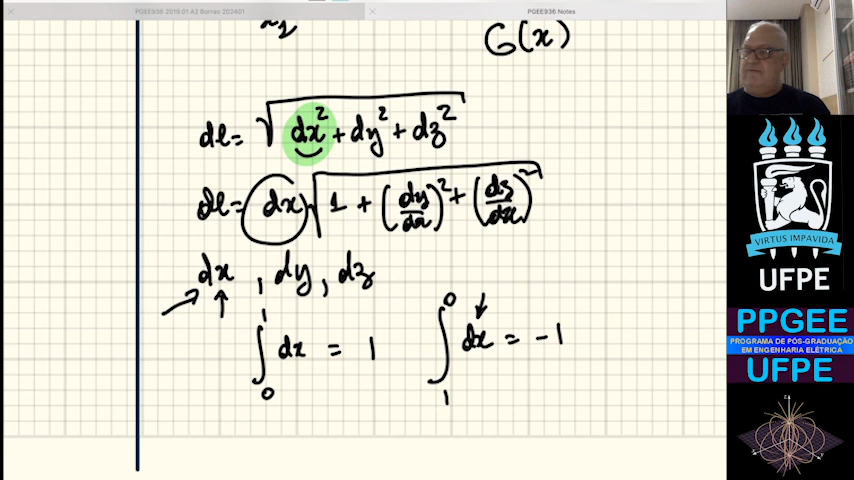 PGEE936 2019.01 A2 Borreo 202401
PGEE936 Notes
G(x)
dl = √(dx² + dy² + dz²)
dl = dx √(1 + (dy/dx)² + (dz/dx)²)
dx , dy , dz
∫₀¹ dx = 1
∫₁⁰ dx = -1
VIRTUS IMPAVIDA
UFPE
PPGEE
PROGRAMA DE PÓS-GRADUAÇÃO
EM ENGENHARIA ELÉTRICA
UFPE